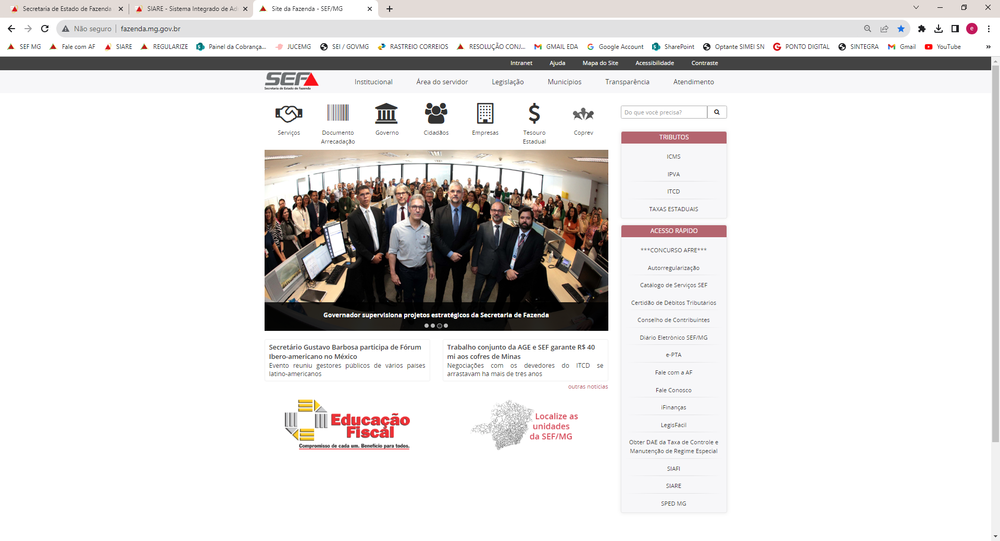 Secretaria de Estado de Fazenda
SIARE - Sistema Integrado de Ad
Site da Fazenda - SEF/MG
Não seguro
fazenda.mg.gov.br
e
SEF MG
Fale com AF
SIARE
REGULARIZE
Painel da Cobrança...
JUCEMG
SEI / GOVMG
RASTREIO CORREIOS
RESOLUÇÃO CONJ...
GMAIL EDA
Google Account
SharePoint
Optante SIMEI SN
PONTO DIGITAL
SINTEGRA
Gmail
YouTube
»
Intranet
Ajuda
Mapa do Site
Acessibilidade
Contraste
SEF
Secretaria de Estado de Fazenda
Institucional
Área do servidor
Legislação
Municípios
Transparência
Atendimento
Serviços
Documento
Arrecadação
Governo
Cidadãos
Empresas
Tesouro
Estadual
Coprev
Do que você precisa?
Governador supervisiona projetos estratégicos da Secretaria de Fazenda
Secretário Gustavo Barbosa participa de Fórum
Ibero-americano no México
Evento reuniu gestores públicos de vários países
latino-americanos
Trabalho conjunto da AGE e SEF garante R$ 40
mi aos cofres de Minas
Negociações com os devedores do ITCD se
arrastavam há mais de três anos
outras notícias
Educação
Fiscal
Compromisso de cada um. Benefício para todos.
Localize as
unidades
da SEF/MG
TRIBUTOS
ICMS
IPVA
ITCD
TAXAS ESTADUAIS
ACESSO RÁPIDO
***CONCURSO AFRE***
Autorregularização
Catálogo de Serviços SEF
Certidão de Débitos Tributários
Conselho de Contribuintes
Diário Eletrônico SEF/MG
e-PTA
Fale com a AF
Fale Conosco
iFinanças
LegisFácil
Obter DAE da Taxa de Controle e
Manutenção de Regime Especial
SIAFI
SIARE
SPED MG